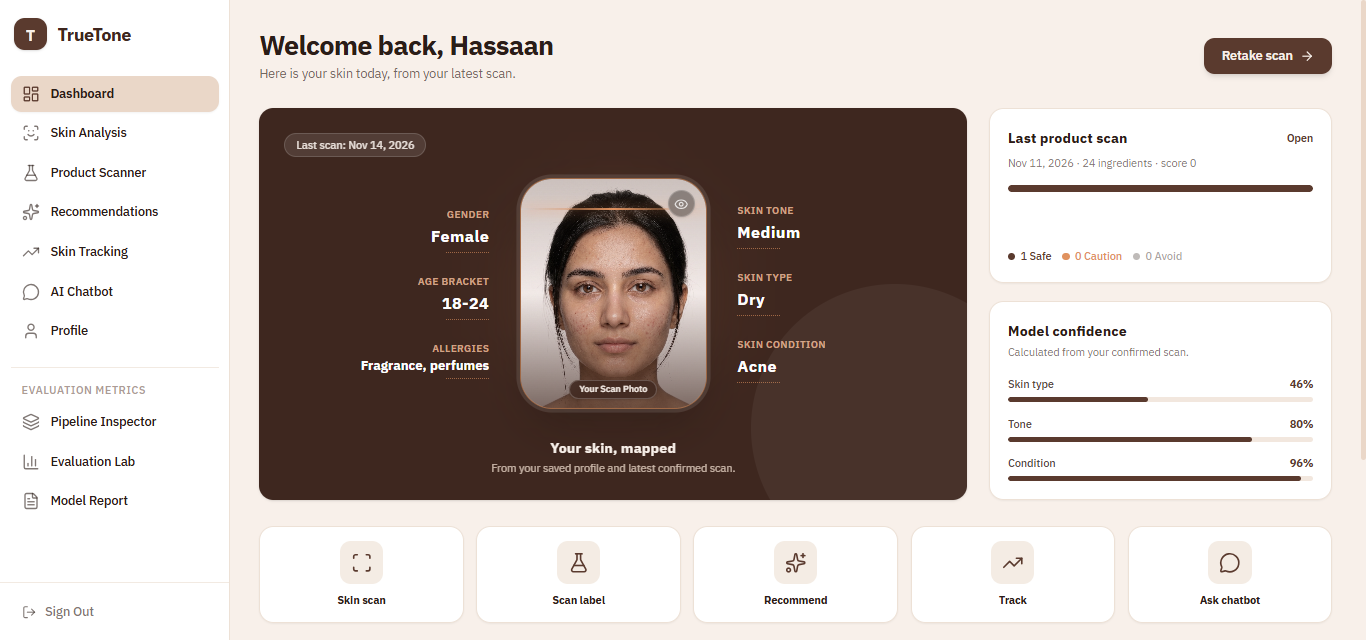 T
TrueTone
Dashboard
Skin Analysis
Product Scanner
Recommendations
Skin Tracking
AI Chatbot
Profile
EVALUATION METRICS
Pipeline Inspector
Evaluation Lab
Model Report
Sign Out
Welcome back, Hassaan
Here is your skin today, from your latest scan.
Retake scan
Last scan: Nov 14, 2026
GENDER
Female
AGE BRACKET
18-24
ALLERGIES
Fragrance, perfumes
Your Scan Photo
SKIN TONE
Medium
SKIN TYPE
Dry
SKIN CONDITION
Acne
Your skin, mapped
From your saved profile and latest confirmed scan.
Last product scan
Open
Nov 11, 2026 · 24 ingredients · score 0
1 Safe
0 Caution
0 Avoid
Model confidence
Calculated from your confirmed scan.
Skin type 46%
Tone 80%
Condition 96%
Skin scan
Scan label
Recommend
Track
Ask chatbot